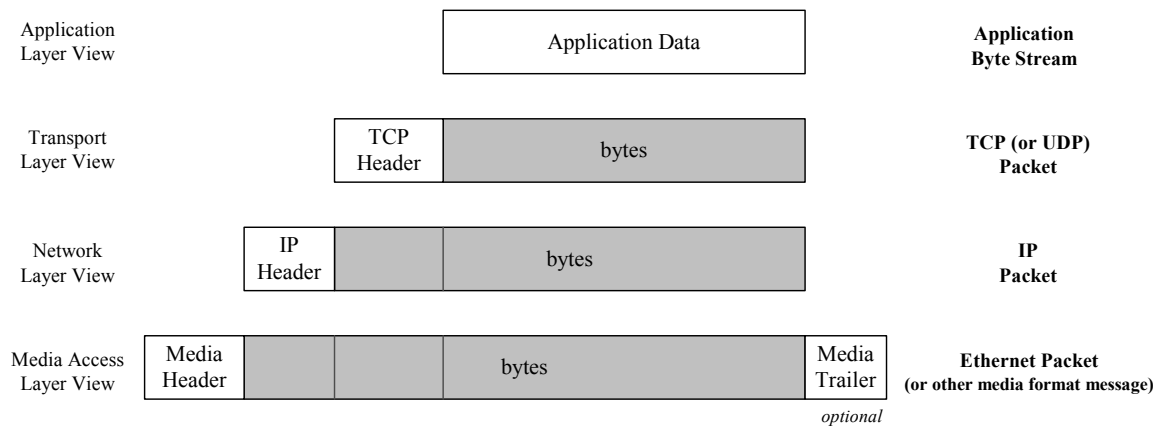 Application
Layer View
Application Data
Application
Byte Stream
Transport
Layer View
TCP
Header
bytes
TCP (or UDP)
Packet
Network
Layer View
IP
Header
bytes
IP
Packet
Media Access
Layer View
Media
Header
bytes
Media
Trailer
Ethernet Packet
(or other media format message)
optional